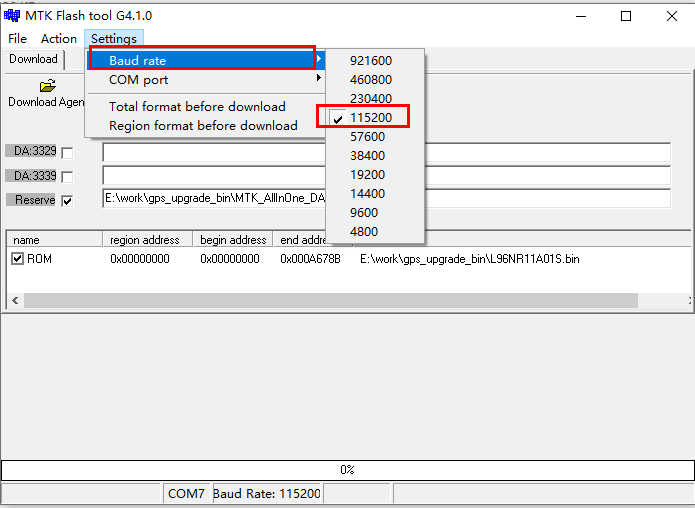 MTK Flash tool G4.1.0
File Action Settings
Download
Baud rate
COM port
Total format before download
Region format before download
921600
460800
230400
115200
57600
38400
19200
14400
9600
4800
Download Agen
DA:3329
DA:3339
Reserve E:\work\gps_upgrade_bin\MTK_AllInOne_DA
name region address begin address end addre
ROM 0x00000000 0x00000000 0x000A678B E:\work\gps_upgrade_bin\L96NR11A01S.bin
0%
COM7 Baud Rate: 115200